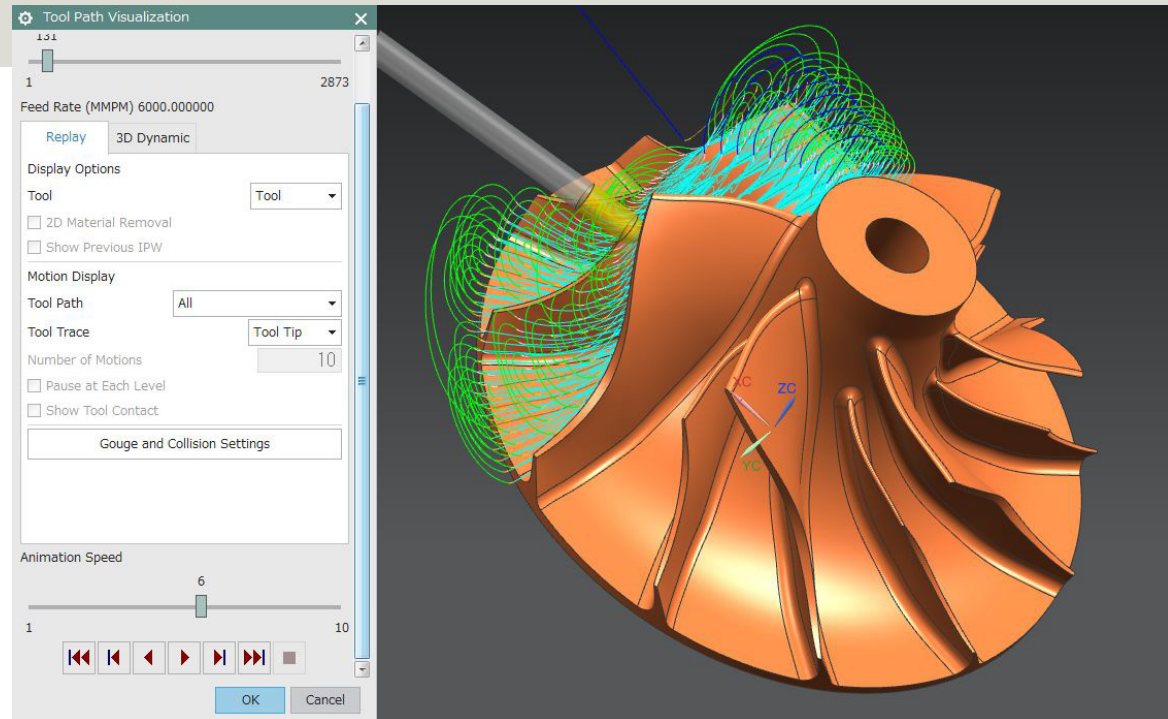 Tool Path Visualization
131
1 2873
Feed Rate (MMPM) 6000.000000
Replay 3D Dynamic
Display Options
Tool Tool
2D Material Removal
Show Previous IPW
Motion Display
Tool Path All
Tool Trace Tool Tip
Number of Motions 10
Pause at Each Level
Show Tool Contact
Gouge and Collision Settings
Animation Speed
6
1 10
OK Cancel
XC ZC
YC